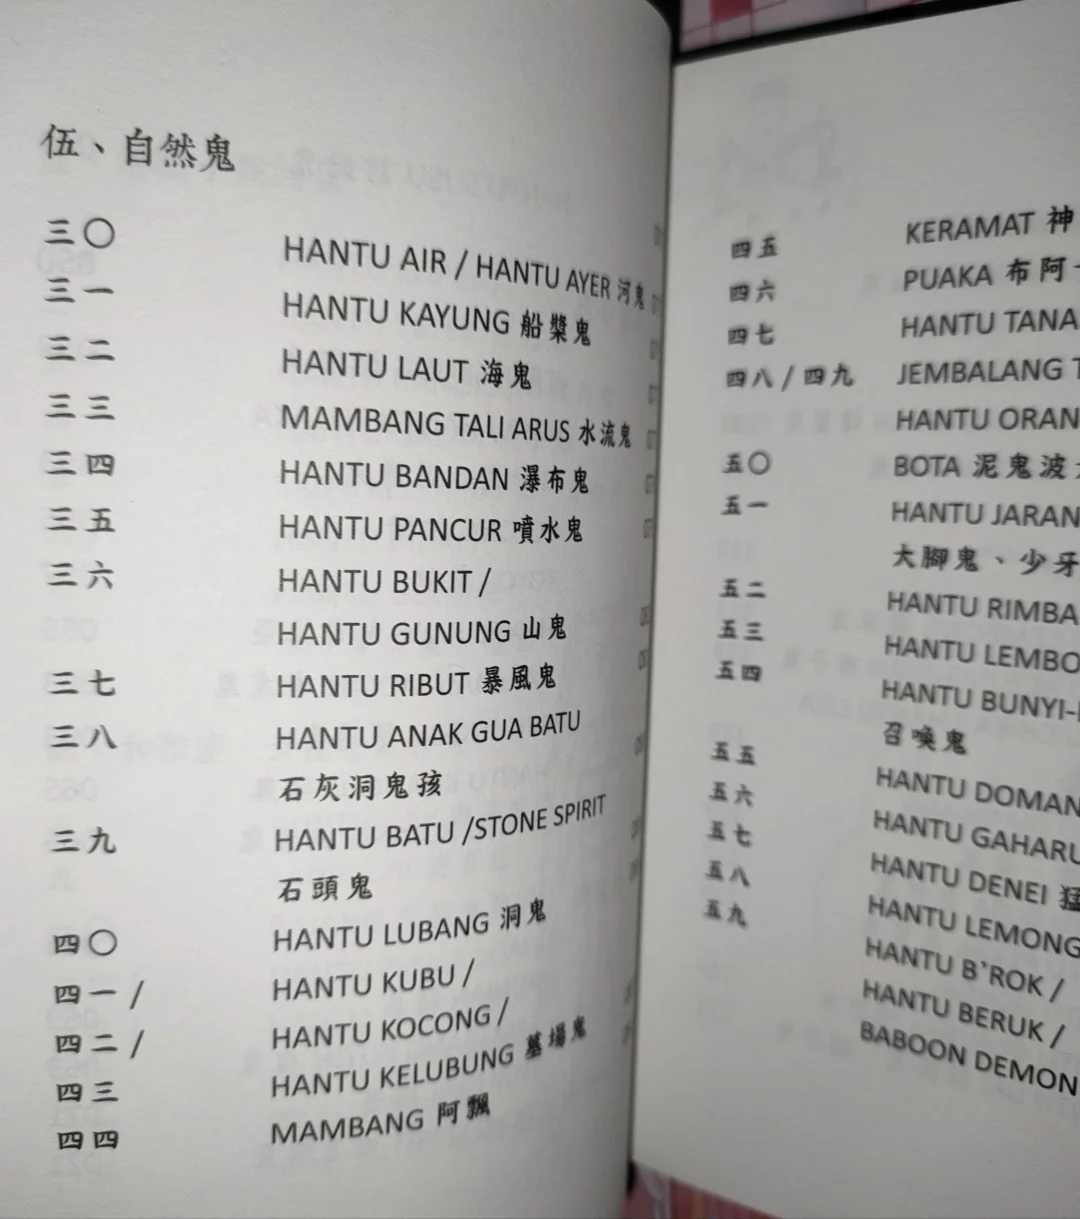 伍、自然鬼
三〇 HANTU AIR / HANTU AYER 河鬼
三一 HANTU KAYUNG 船槳鬼
三二 HANTU LAUT 海鬼
三三 MAMBANG TALI ARUS 水流鬼
三四 HANTU BANDAN 瀑布鬼
三五 HANTU PANCUR 噴水鬼
三六 HANTU BUKIT /
HANTU GUNUNG 山鬼
三七 HANTU RIBUT 暴風鬼
三八 HANTU ANAK GUA BATU
石灰洞鬼孩
三九 HANTU BATU /STONE SPIRIT
石頭鬼
四〇 HANTU LUBANG 洞鬼
四一 / HANTU KUBU /
四二 / HANTU KOCONG /
四三 HANTU KELUBUNG 墓場鬼
四四 MAMBANG 阿飄
四五 KERAMAT 神
四六 PUAKA 布阿
四七 HANTU TANA
四八 / 四九 JEMBALANG T
HANTU ORAN
五〇 BOTA 泥鬼波
五一 HANTU JARAN
大腳鬼、少牙
五二 HANTU RIMBA
五三 HANTU LEMBO
五四 HANTU BUNYI-
召喚鬼
五五 HANTU DOMAN
五六 HANTU GAHARU
五七 HANTU DENEI 猛
五八 HANTU LEMONG
五九 HANTU B'ROK /
HANTU BERUK /
BABOON DEMON